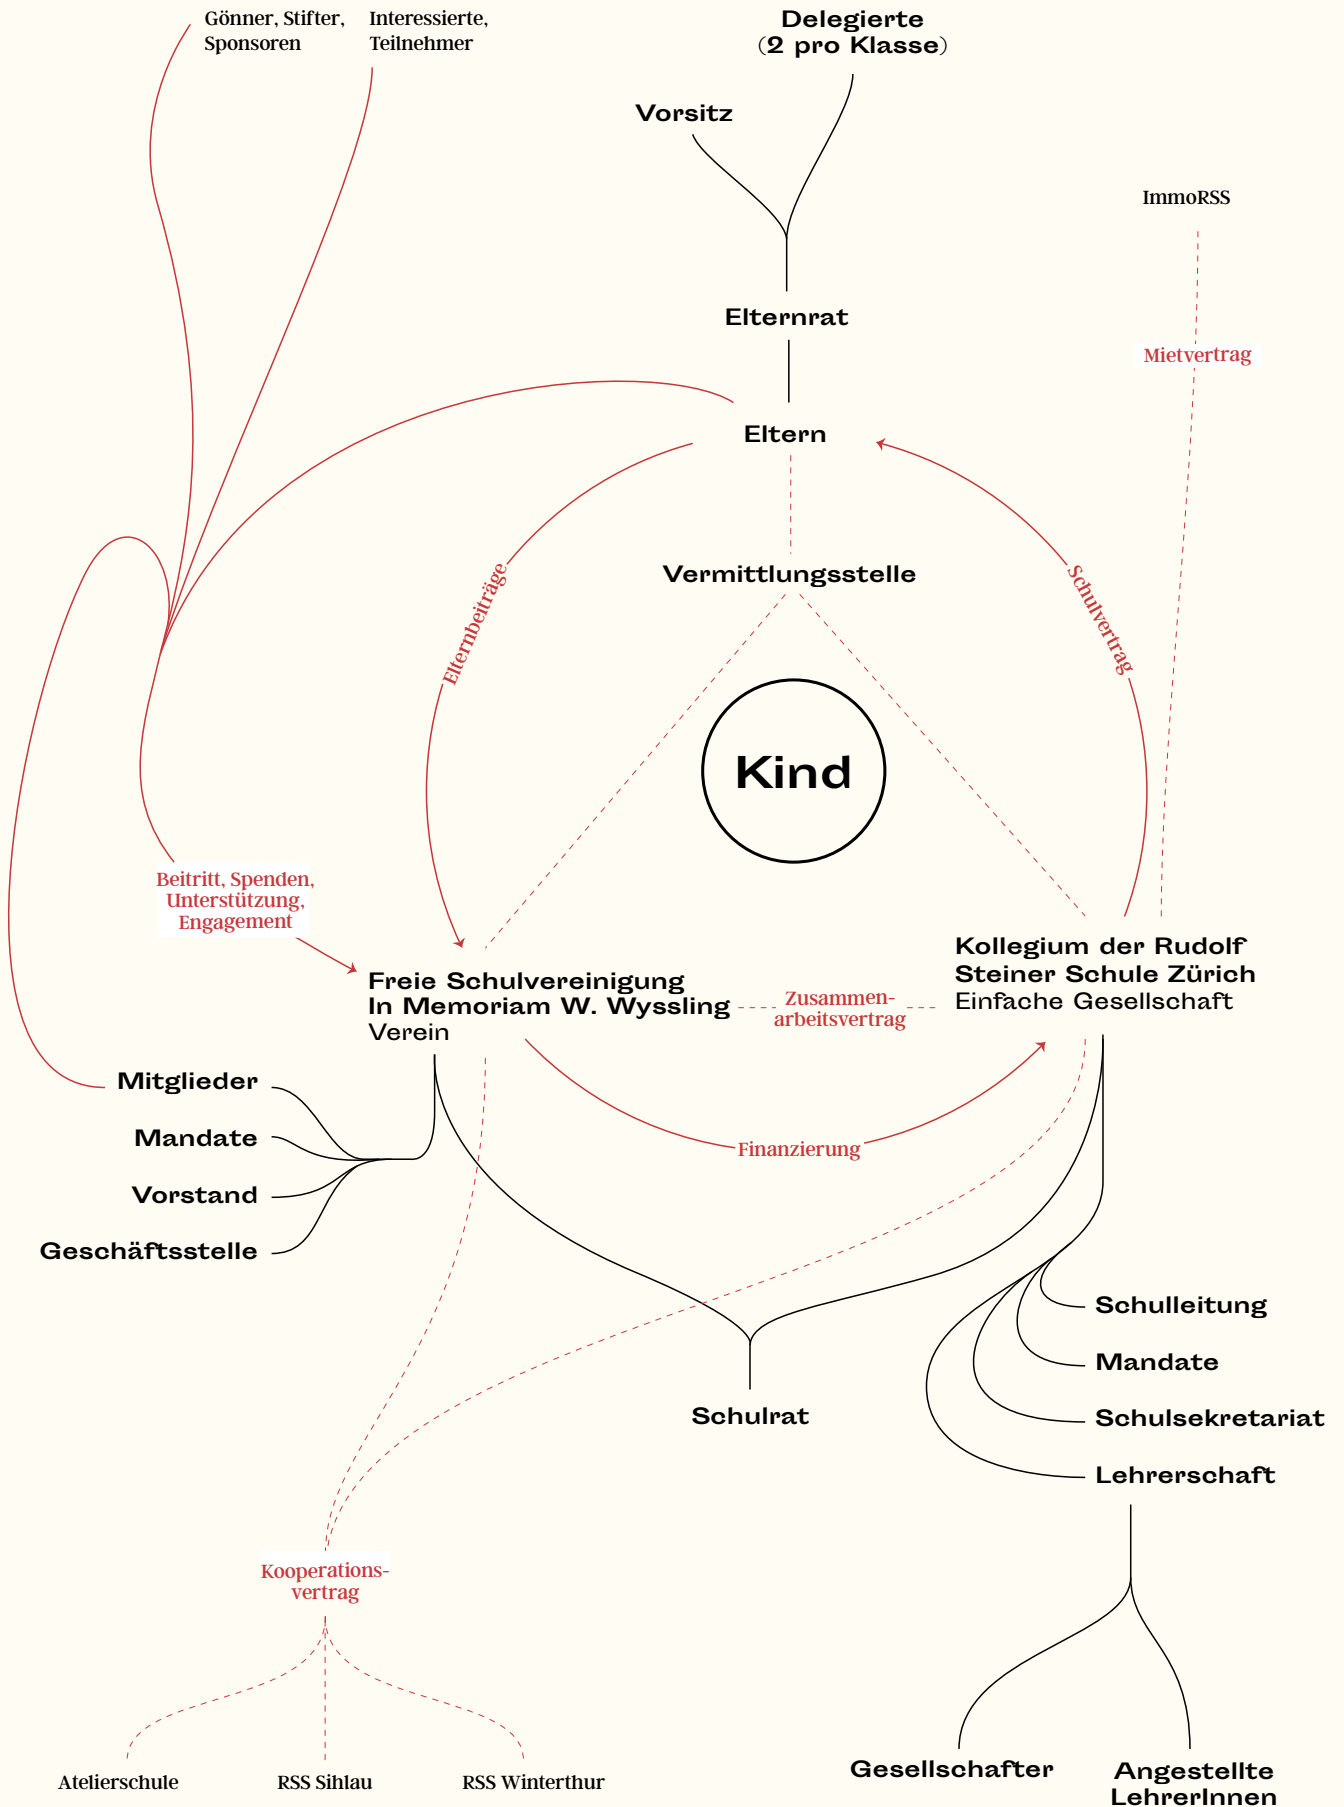 Gönner, Stifter,
Sponsoren
Interessierte,
Teilnehmer
Delegierte
(2 pro Klasse)
Vorsitz
ImmoRSS
Elternrat
Mietvertrag
Eltern
Vermittlungsstelle
Elternbeiträge
Schulvertrag
Kind
Beitritt, Spenden,
Unterstützung,
Engagement
Freie Schulvereinigung
In Memoriam W. Wyssling
Verein
Zusammen-
arbeitsvertrag
Kollegium der Rudolf
Steiner Schule Zürich
Einfache Gesellschaft
Mitglieder
Mandate
Vorstand
Geschäftsstelle
Finanzierung
Schulleitung
Mandate
Schulsekretariat
Lehrerschaft
Schulrat
Kooperations-
vertrag
Atelierschule
RSS Sihlau
RSS Winterthur
Gesellschafter
Angestellte
LehrerInnen